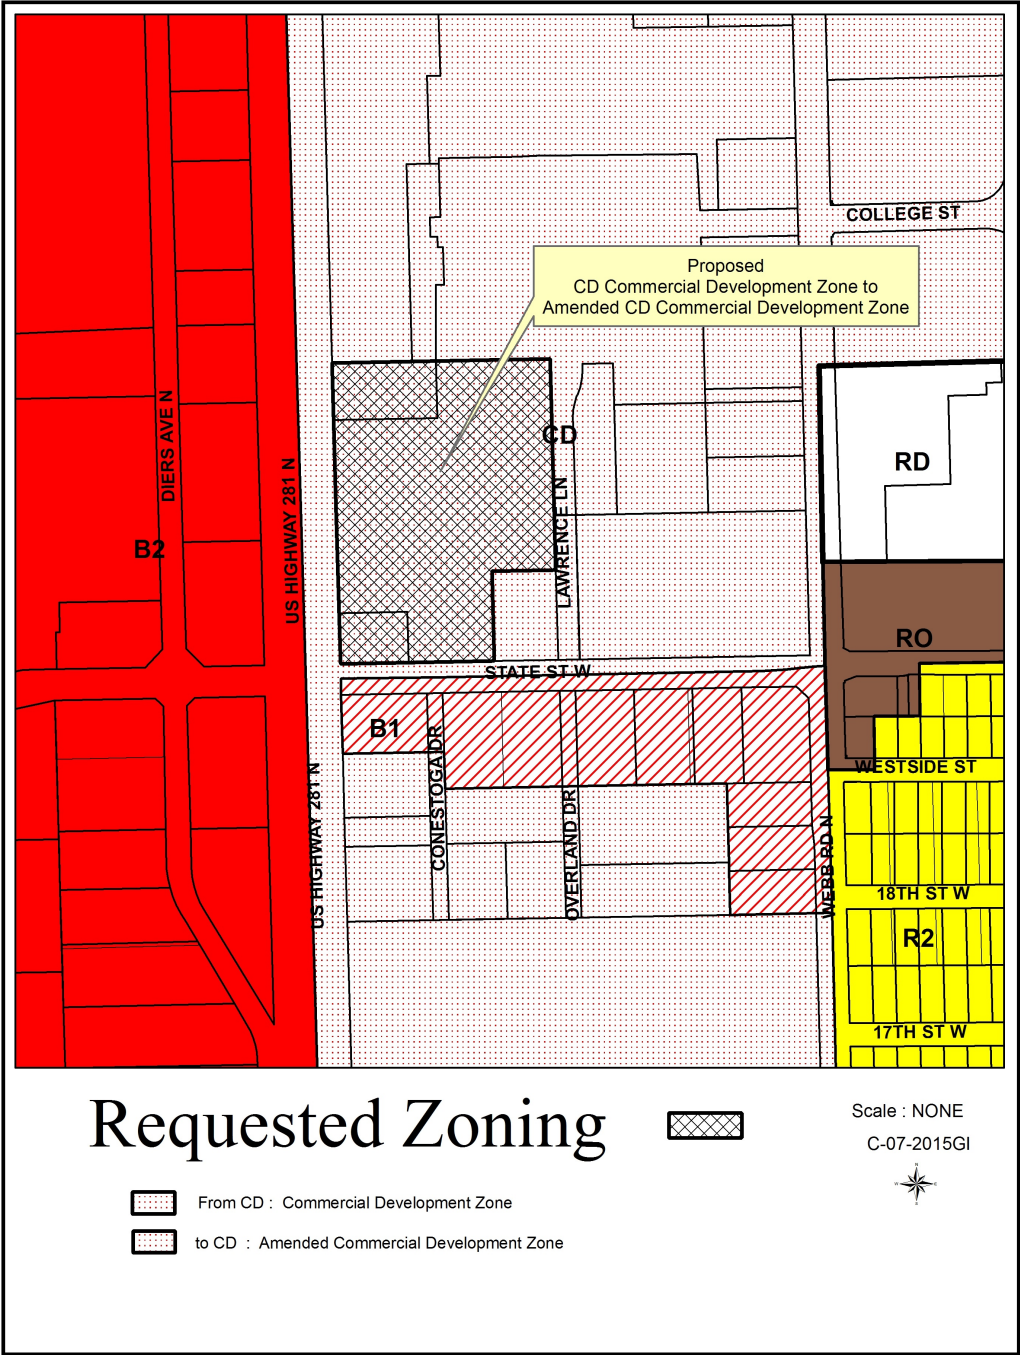 COLLEGE ST
Proposed
CD Commercial Development Zone to
Amended CD Commercial Development Zone
DIERS AVE N
US HIGHWAY 281 N
CD
RD
LAWRENCE LN
B2
RO
STATE ST W
B1
CONESTOGA DR
WESTSIDE ST
US HIGHWAY 281 N
OVERLAND DR
WEBB RD N
18TH ST W
R2
17TH ST W
Requested Zoning
Scale : NONE
C-07-2015GI
From CD : Commercial Development Zone
to CD : Amended Commercial Development Zone